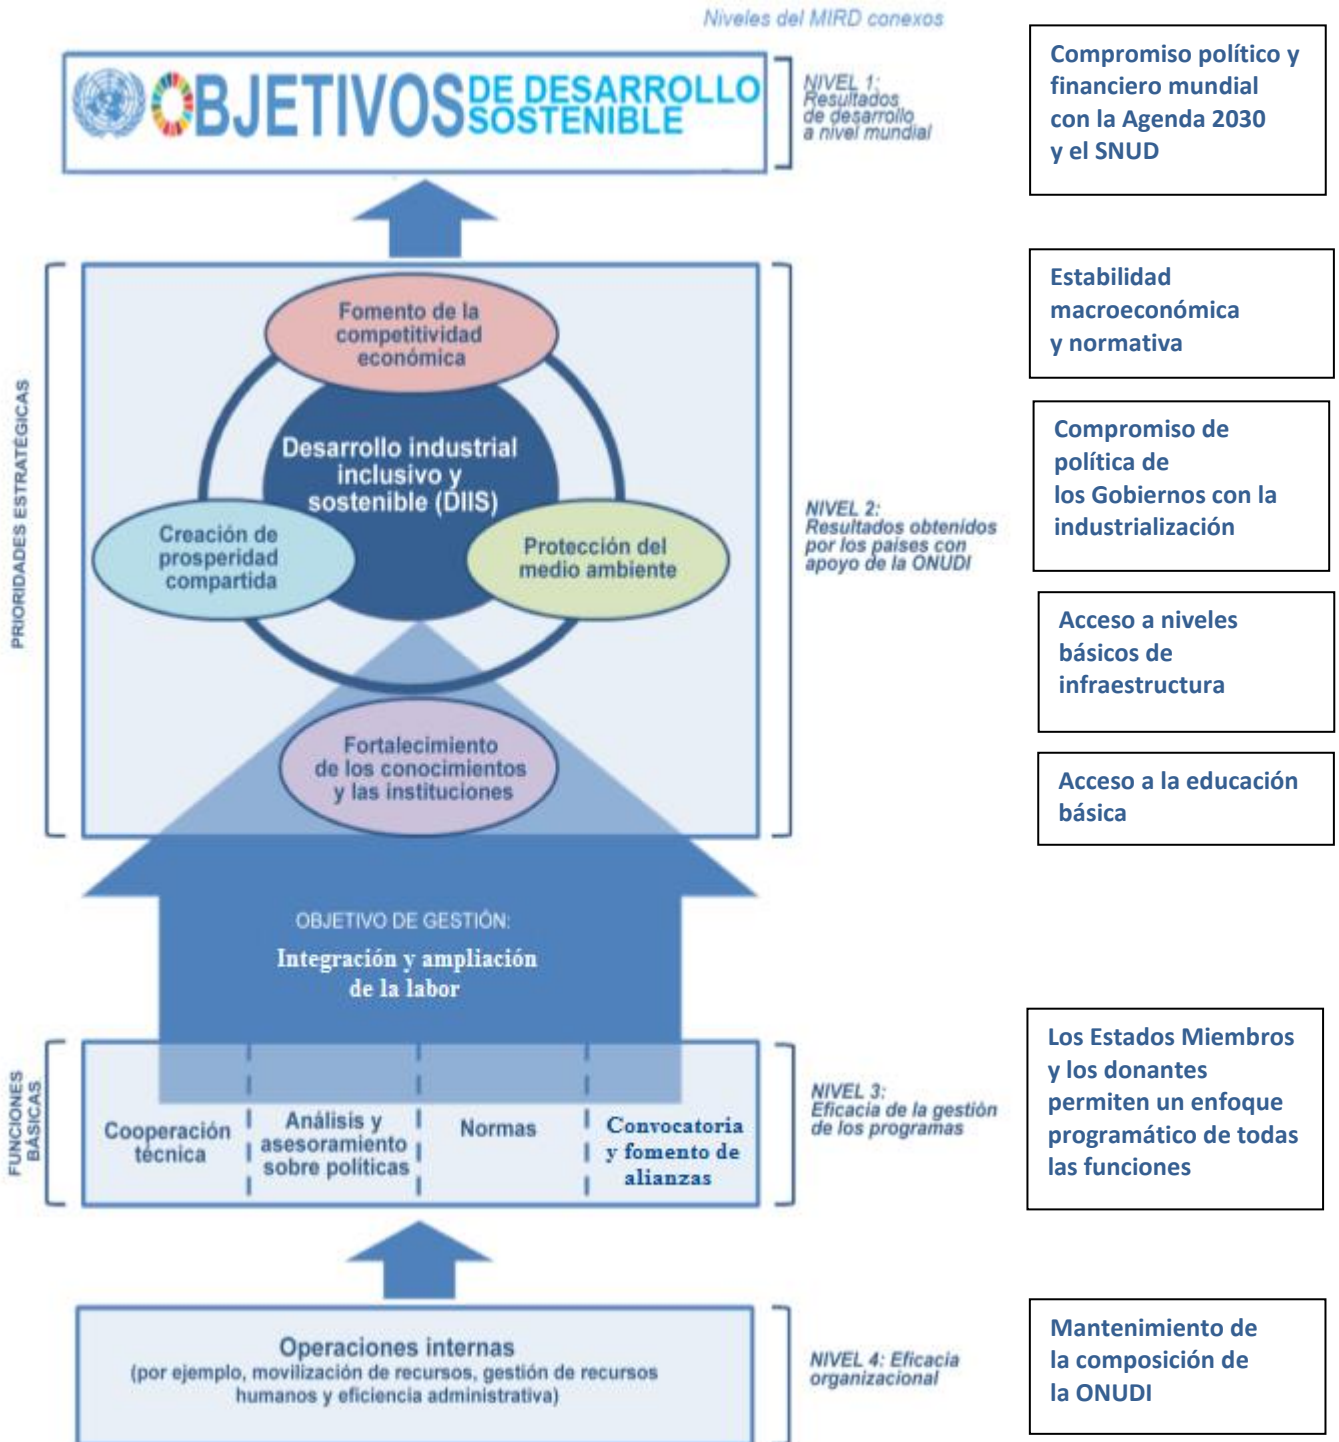 Niveles del MIRD conexos
OBJETIVOS DE DESARROLLO
SOSTENIBLE
NIVEL 1:
Resultados
de desarrollo
a nivel mundial
Compromiso político y
financiero mundial
con la Agenda 2030
y el SNUD
PRIORIDADES ESTRATÉGICAS
Fomento de la
competitividad
económica
Desarrollo industrial
inclusivo y
sostenible (DIIS)
Creación de
prosperidad
compartida
Protección del
medio ambiente
Fortalecimiento
de los conocimientos
y las instituciones
NIVEL 2:
Resultados obtenidos
por los países con
apoyo de la ONUDI
Estabilidad
macroeconómica
y normativa
Compromiso de
política de
los Gobiernos con la
industrialización
Acceso a niveles
básicos de
infraestructura
Acceso a la educación
básica
OBJETIVO DE GESTIÓN:
Integración y ampliación
de la labor
FUNCIONES
BÁSICAS
Cooperación
técnica
Análisis y
asesoramiento
sobre políticas
Normas
Convocatoria
y fomento de
alianzas
NIVEL 3:
Eficacia de la gestión
de los programas
Los Estados Miembros
y los donantes
permiten un enfoque
programático de todas
las funciones
Operaciones internas
(por ejemplo, movilización de recursos, gestión de recursos
humanos y eficiencia administrativa)
NIVEL 4: Eficacia
organizacional
Mantenimiento de
la composición de
la ONUDI